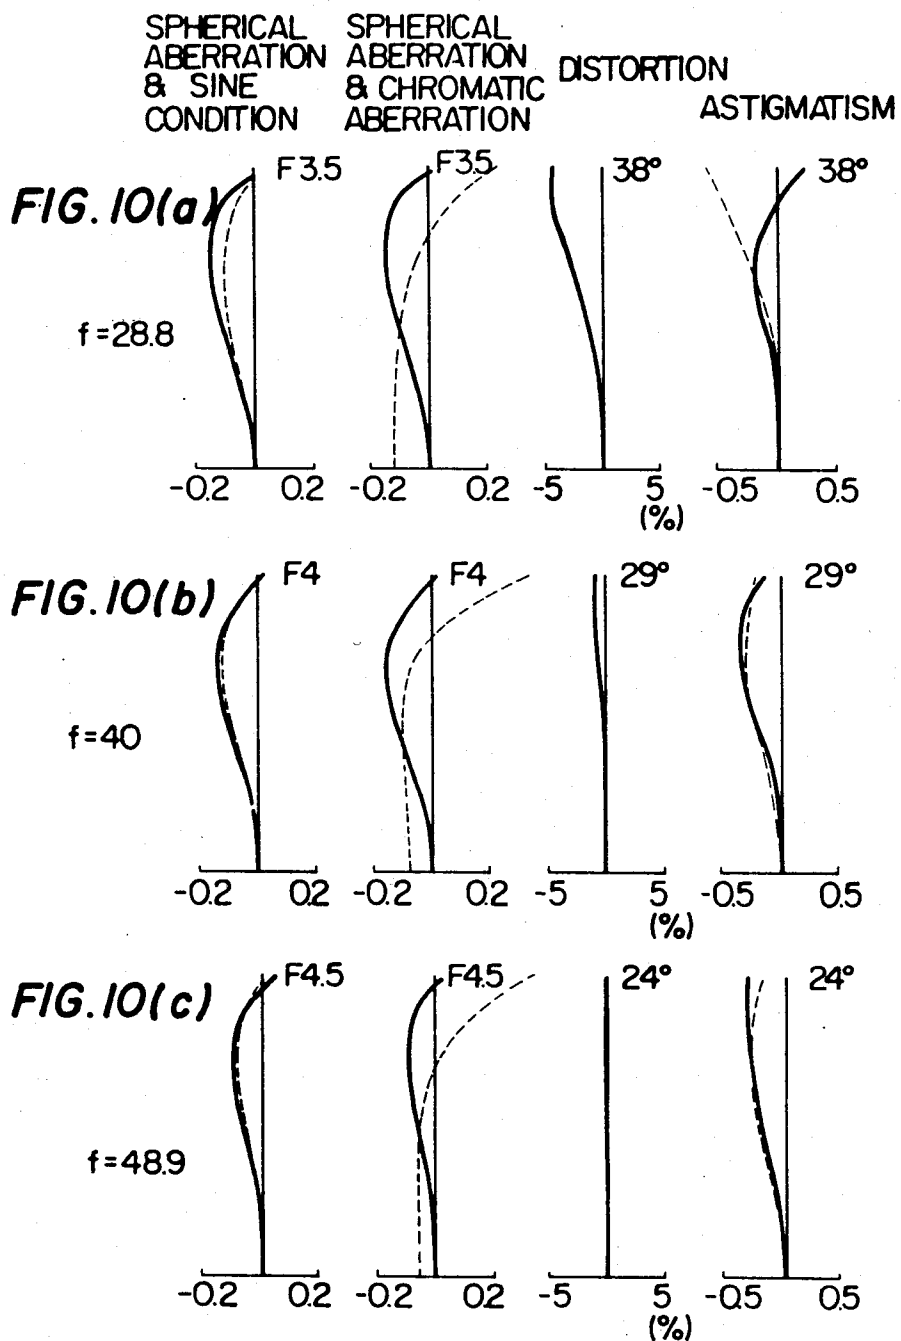 SPHERICAL
ABERRATION
& SINE
CONDITION
SPHERICAL
ABERRATION
& CHROMATIC
ABERRATION
DISTORTION
ASTIGMATISM
FIG. 10(a)
f=28.8
F3.5
-0.2 0.2
F3.5
-0.2 0.2
38°
-5 5
(%)
38°
-0.5 0.5
FIG. 10(b)
f=40
F4
-0.2 0.2
F4
-0.2 0.2
29°
-5 5
(%)
29°
-0.5 0.5
FIG. 10(c)
f=48.9
F4.5
-0.2 0.2
F4.5
-0.2 0.2
24°
-5 5
(%)
24°
-0.5 0.5